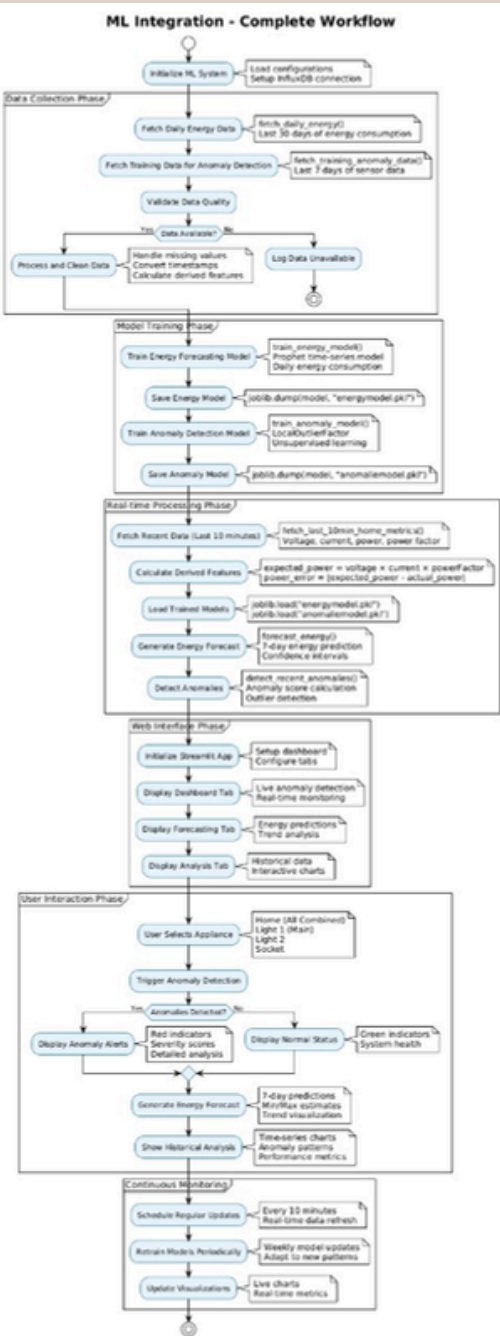 ML Integration - Complete Workflow
Initialize ML System
Load configurations
Setup InfluxDB connection
Data Collection Phase
Fetch Daily Energy Data
fetch_daily_energy()
Last 30 days of energy consumption
Fetch Training Data for Anomaly Detection
fetch_training_anomaly_data()
Last 7 days of sensor data
Validate Data Quality
Yes
Data Available?
No
Process and Clean Data
Handle missing values
Convert timestamps
Calculate derived features
Log Data Unavailable
Model Training Phase
Train Energy Forecasting Model
train_energy_model()
Prophet time-series model
Daily energy consumption
Save Energy Model
joblib.dump(model, "energymodel.pkl")
Train Anomaly Detection Model
train_anomaly_model()
LocalOutlierFactor
Unsupervised learning
Save Anomaly Model
joblib.dump(model, "anomaliemodel.pkl")
Real-time Processing Phase
Fetch Recent Data (Last 10 minutes)
fetch_last_10min_home_metrics()
Voltage, current, power, power factor
Calculate Derived Features
expected_power = voltage × current × powerFactor
power_error = |expected_power - actual_power|
Load Trained Models
joblib.load("energymodel.pkl")
joblib.load("anomaliemodel.pkl")
Generate Energy Forecast
forecast_energy()
7-day energy prediction
Confidence intervals
Detect Anomalies
detect_recent_anomalies()
Anomaly score calculation
Outlier detection
Web Interface Phase
Initialize Streamlit App
Setup dashboard
Configure tabs
Display Dashboard Tab
Live anomaly detection
Real-time monitoring
Display Forecasting Tab
Energy predictions
Trend analysis
Display Analysis Tab
Historical data
Interactive charts
User Interaction Phase
User Selects Appliance
Home (All Combined)
Light 1 (Main)
Light 2
Socket
Trigger Anomaly Detection
Yes
Anomalies Detected?
No
Display Anomaly Alerts
Red indicators
Severity scores
Detailed analysis
Display Normal Status
Green indicators
System health
Generate Energy Forecast
7-day predictions
Min/Max estimates
Trend visualization
Show Historical Analysis
Time-series charts
Anomaly patterns
Performance metrics
Continuous Monitoring
Schedule Regular Updates
Every 10 minutes
Real-time data refresh
Retrain Models Periodically
Weekly model updates
Adapt to new patterns
Update Visualizations
Live charts
Real-time metrics